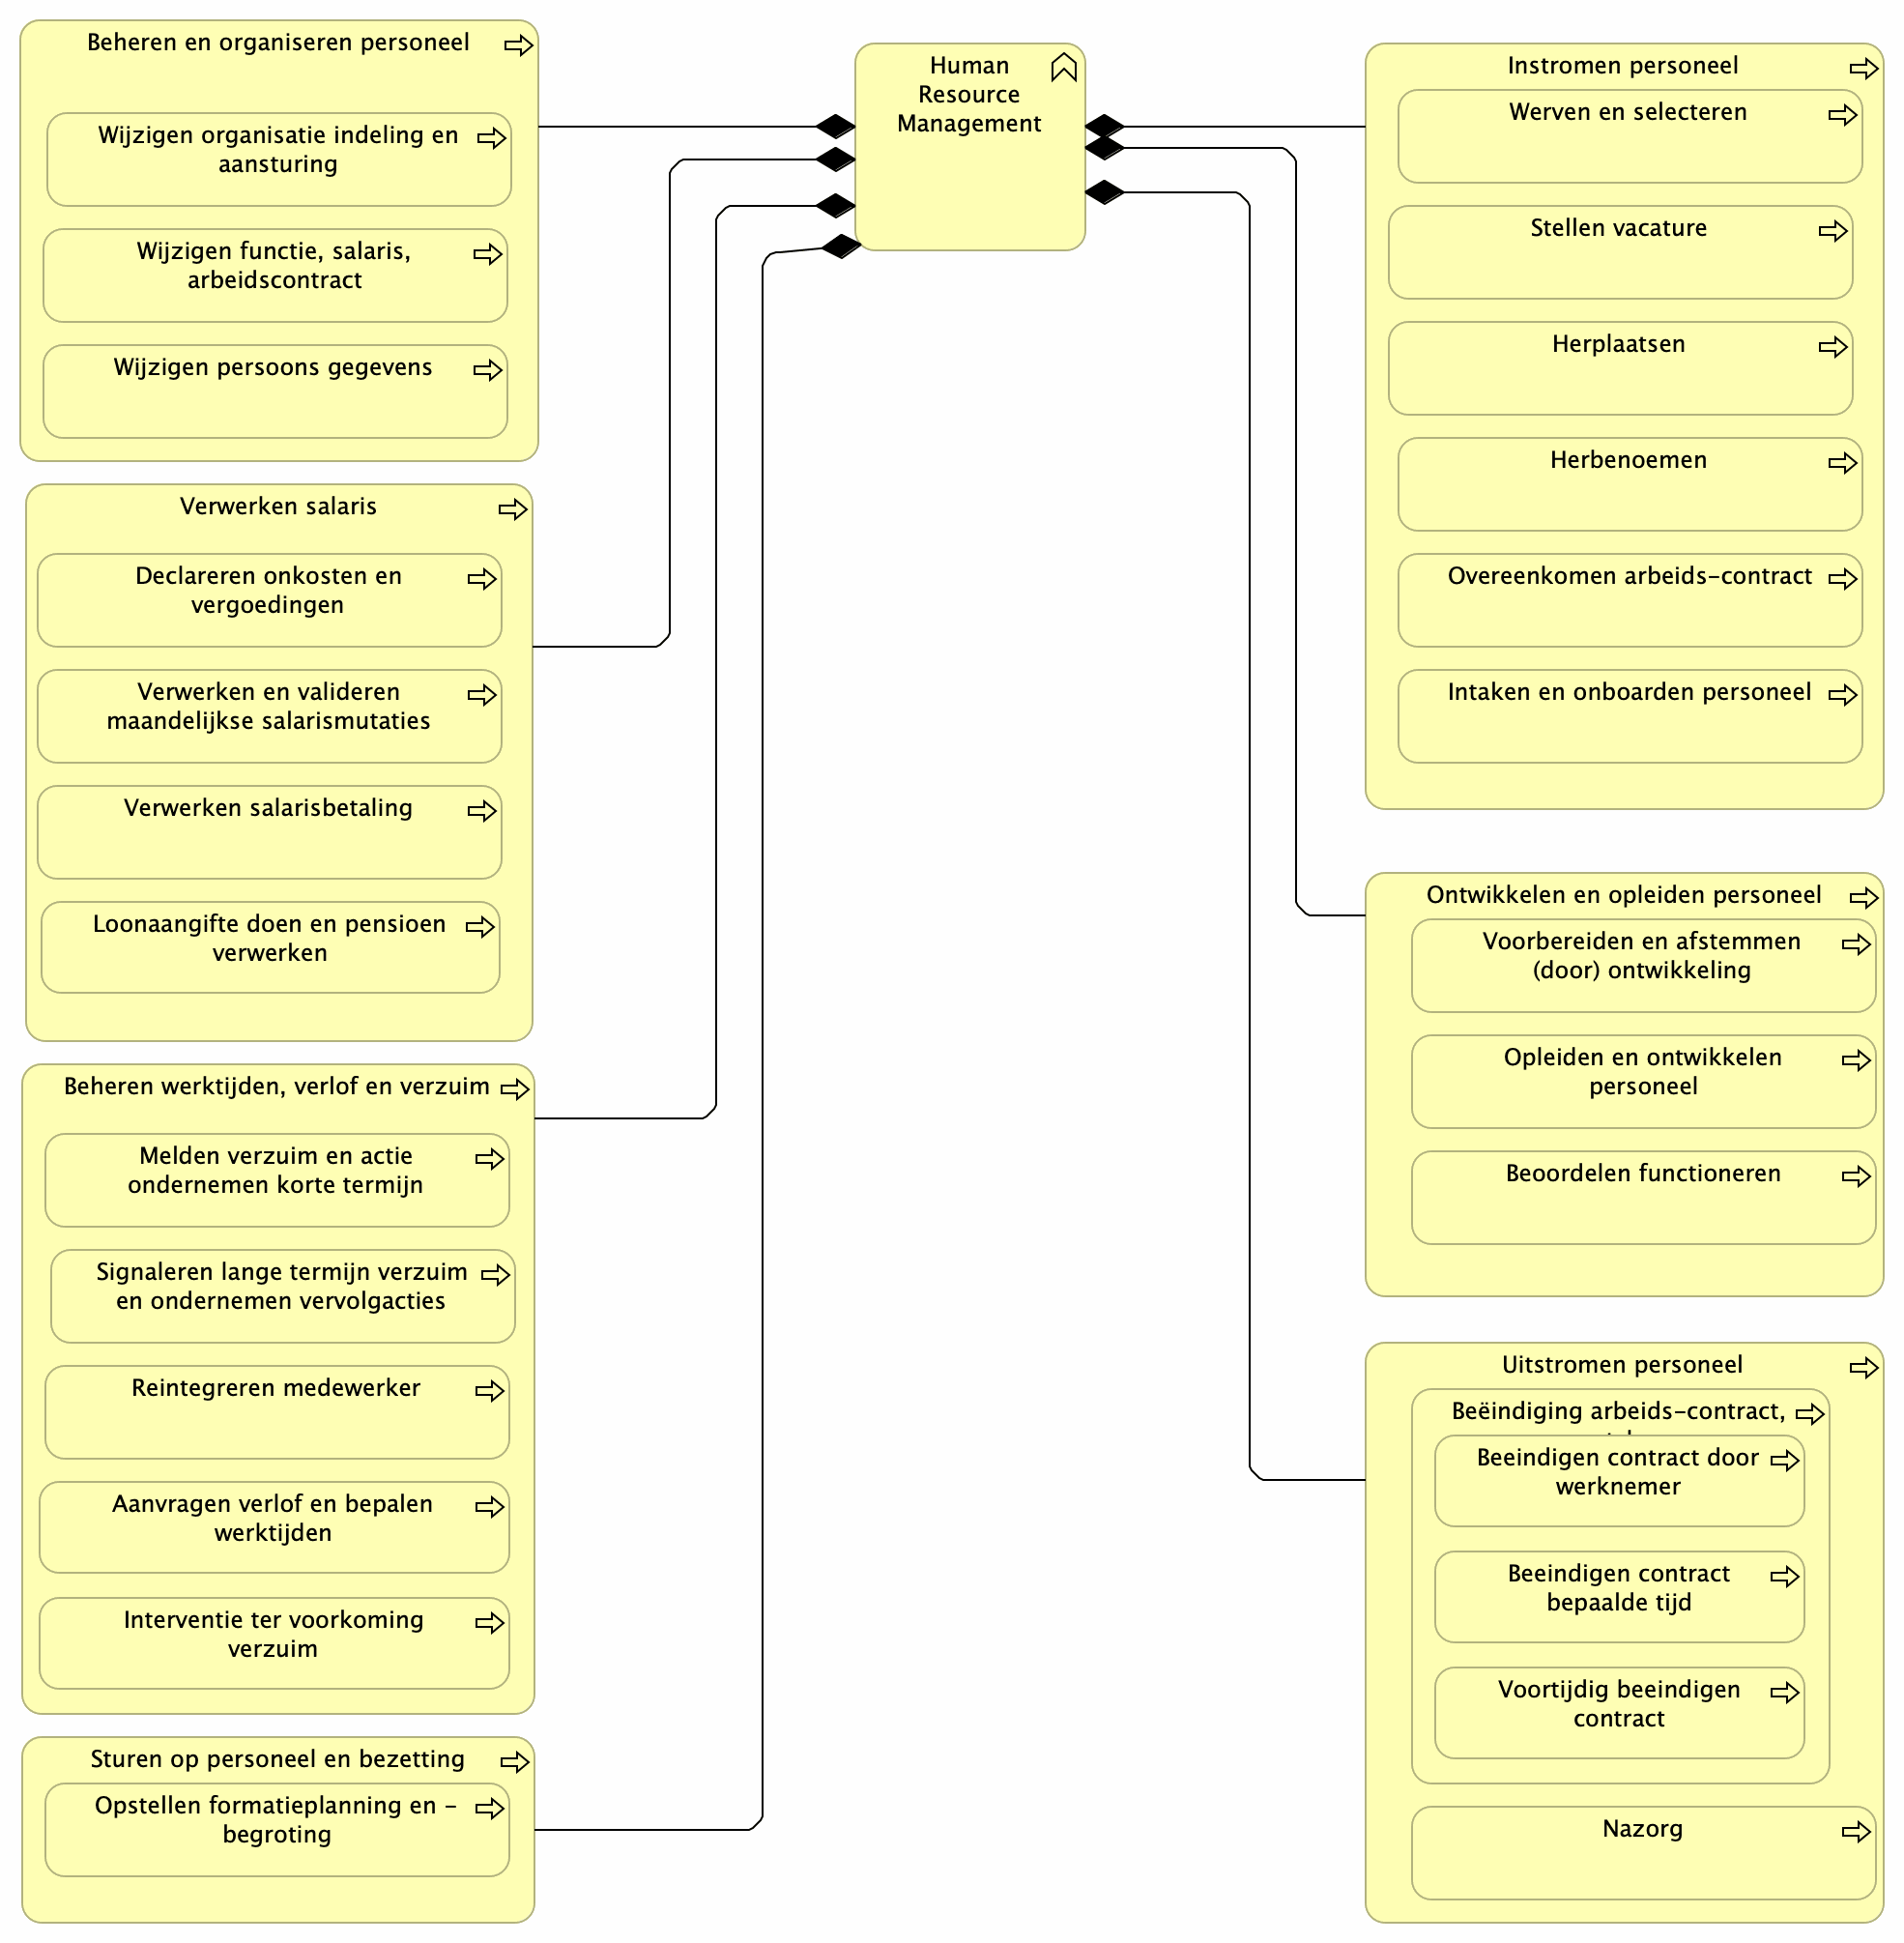 Beheren en organiseren personeel
Wijzigen organisatie indeling en
aansturing
Wijzigen functie, salaris,
arbeidscontract
Wijzigen persoons gegevens
Verwerken salaris
Declareren onkosten en
vergoedingen
Verwerken en valideren
maandelijkse salarismutaties
Verwerken salarisbetaling
Loonaangifte doen en pensioen
verwerken
Beheren werktijden, verlof en verzuim
Melden verzuim en actie
ondernemen korte termijn
Signaleren lange termijn verzuim
en ondernemen vervolgacties
Reintegreren medewerker
Aanvragen verlof en bepalen
werktijden
Interventie ter voorkoming
verzuim
Sturen op personeel en bezetting
Opstellen formatieplanning en -
begroting
Human
Resource
Management
Instromen personeel
Werven en selecteren
Stellen vacature
Herplaatsen
Herbenoemen
Overeenkomen arbeids-contract
Intaken en onboarden personeel
Ontwikkelen en opleiden personeel
Voorbereiden en afstemmen
(door) ontwikkeling
Opleiden en ontwikkelen
personeel
Beoordelen functioneren
Uitstromen personeel
Beëindiging arbeids-contract,
Beeindigen contract door
werknemer
Beeindigen contract
bepaalde tijd
Voortijdig beeindigen
contract
Nazorg